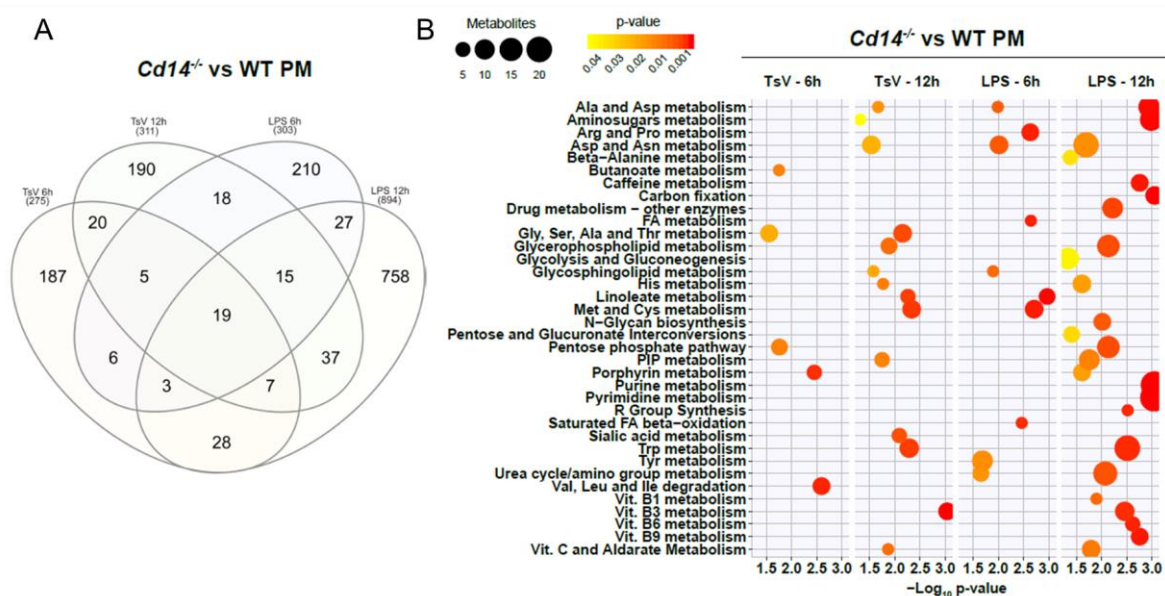 A
Cd14-/- vs WT PM
TsV 12h
(311)
LPS 6h
(303)
TsV 6h
(275)
LPS 12h
(894)
190
210
18
20
27
187
5
15
758
19
6
37
3
7
28
B
Metabolites
5 10 15 20
p-value
0.04 0.03 0.02 0.01 0.001
Cd14-/- vs WT PM
TsV - 6h TsV - 12h LPS - 6h LPS - 12h
Ala and Asp metabolism
Aminosugars metabolism
Arg and Pro metabolism
Asp and Asn metabolism
Beta-Alanine metabolism
Butanoate metabolism
Caffeine metabolism
Carbon fixation
Drug metabolism - other enzymes
FA metabolism
Gly, Ser, Ala and Thr metabolism
Glycerophospholipid metabolism
Glycolysis and Gluconeogenesis
Glycosphingolipid metabolism
His metabolism
Linoleate metabolism
Met and Cys metabolism
N-Glycan biosynthesis
Pentose and Glucuronate Interconversions
Pentose phosphate pathway
PIP metabolism
Porphyrin metabolism
Purine metabolism
Pyrimidine metabolism
R Group Synthesis
Saturated FA beta-oxidation
Sialic acid metabolism
Trp metabolism
Tyr metabolism
Urea cycle/amino group metabolism
Val, Leu and Ile degradation
Vit. B1 metabolism
Vit. B3 metabolism
Vit. B6 metabolism
Vit. B9 metabolism
Vit. C and Aldarate Metabolism
1.5 2.0 2.5 3.0 1.5 2.0 2.5 3.0 1.5 2.0 2.5 3.0 1.5 2.0 2.5 3.0
-Log10 p-value